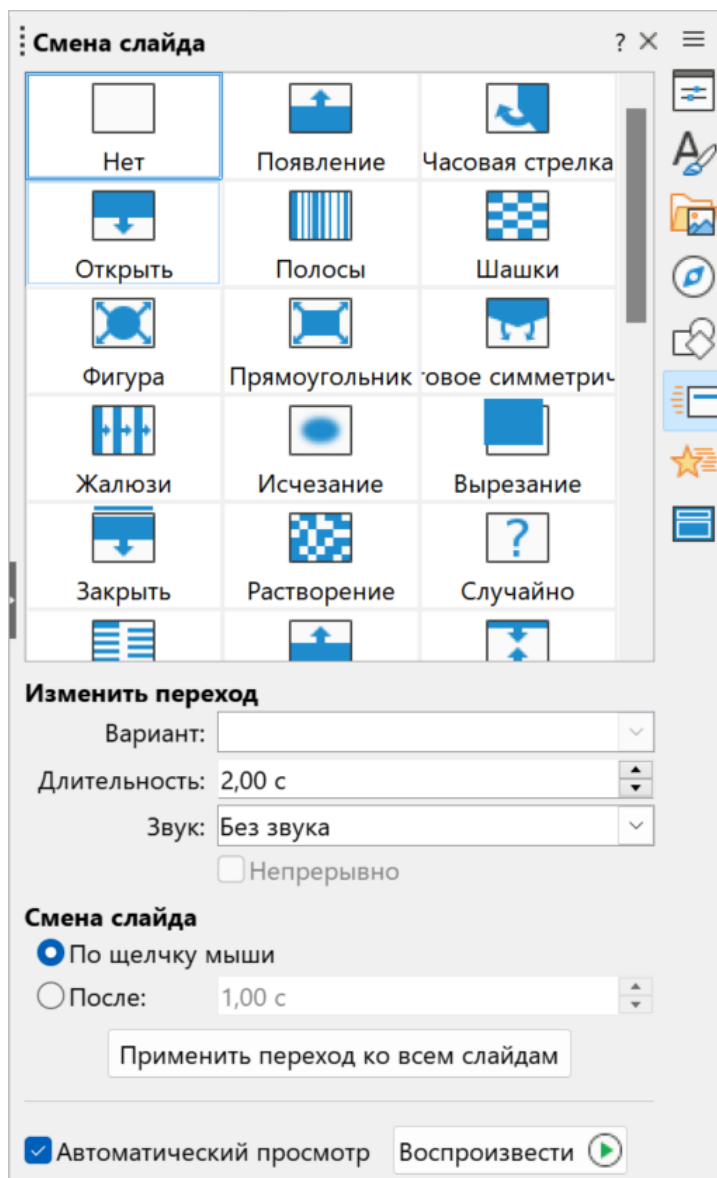 Смена слайда ?
Нет Появление Часовая стрелка
Открыть Полосы Шашки
Фигура Прямоугольник товое симметрич
Жалюзи Исчезание Вырезание
?
Закрыть Растворение Случайно
Изменить переход
Вариант:
Длительность: 2,00 с
Звук: Без звука
Непрерывно
Смена слайда
По щелчку мыши
После: 1,00 с
Применить переход ко всем слайдам
Автоматический просмотр Воспроизвести